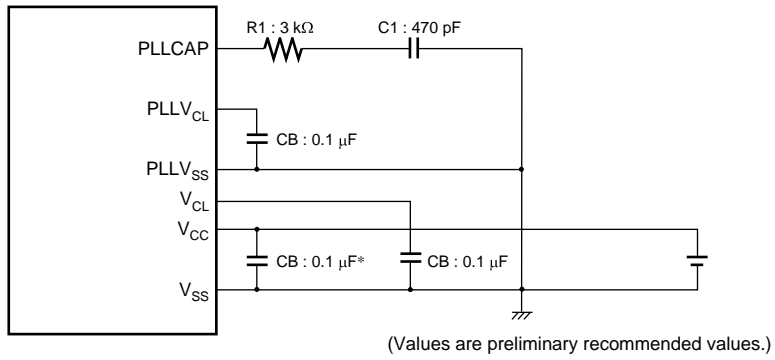 R1 : 3 kΩ
C1 : 470 pF
PLLCAP
PLLVCL
CB : 0.1 μF
PLLVSS
VCL
VCC
CB : 0.1 μF*
CB : 0.1 μF
VSS
(Values are preliminary recommended values.)